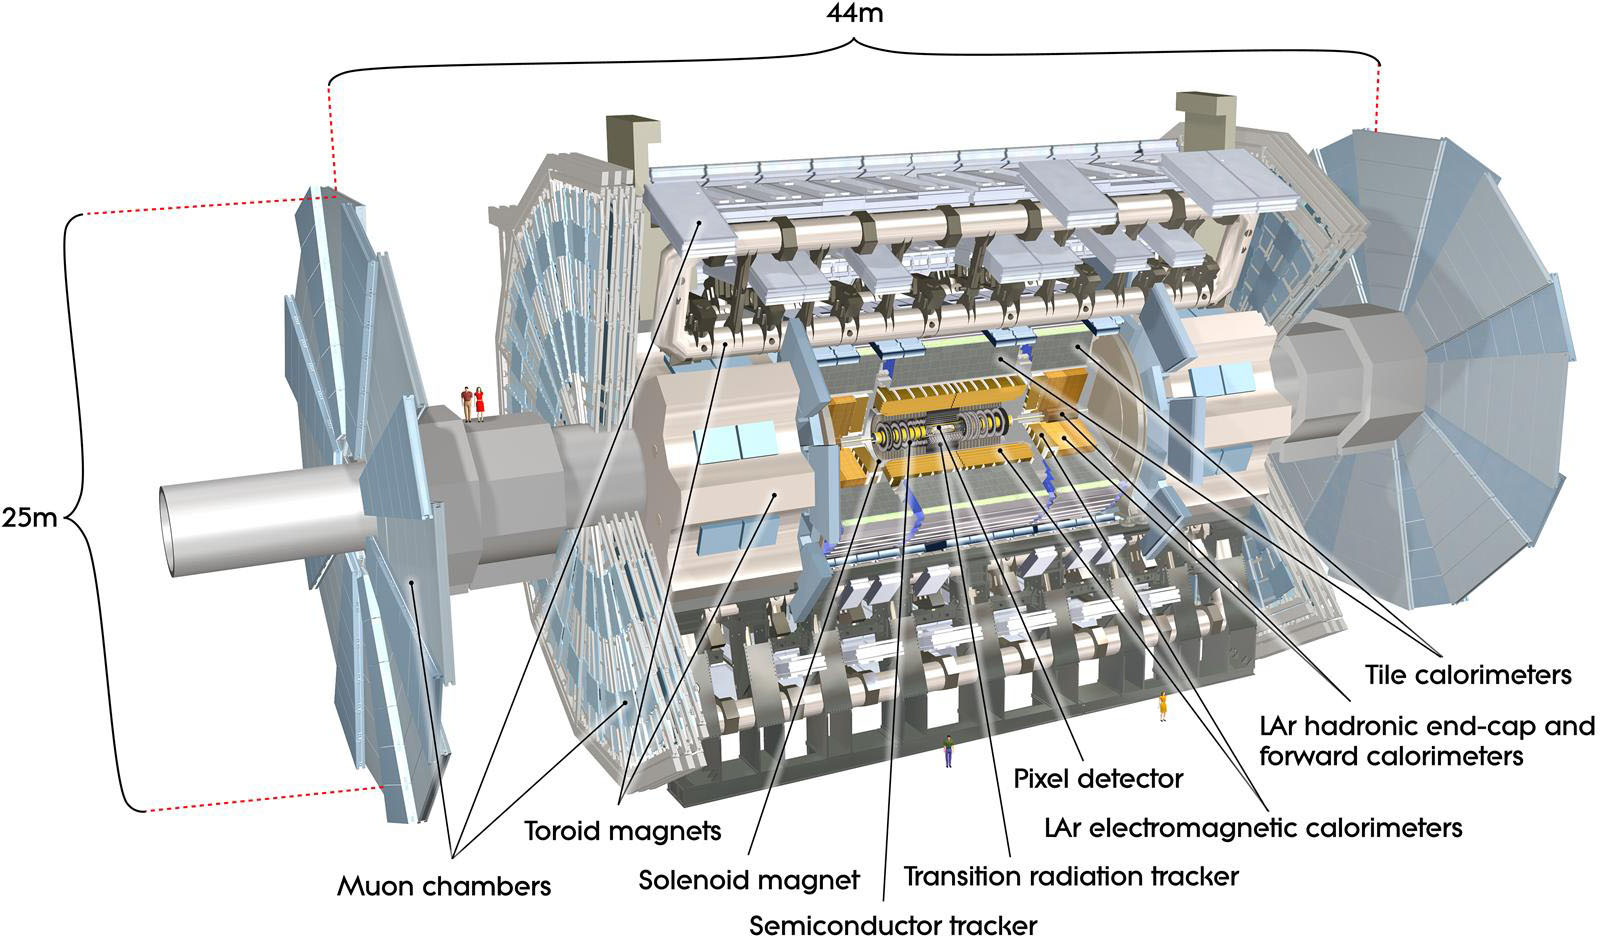 44m
25m
Tile calorimeters
LAr hadronic end-cap and
forward calorimeters
Pixel detector
LAr electromagnetic calorimeters
Toroid magnets
Solenoid magnet
Transition radiation tracker
Muon chambers
Semiconductor tracker